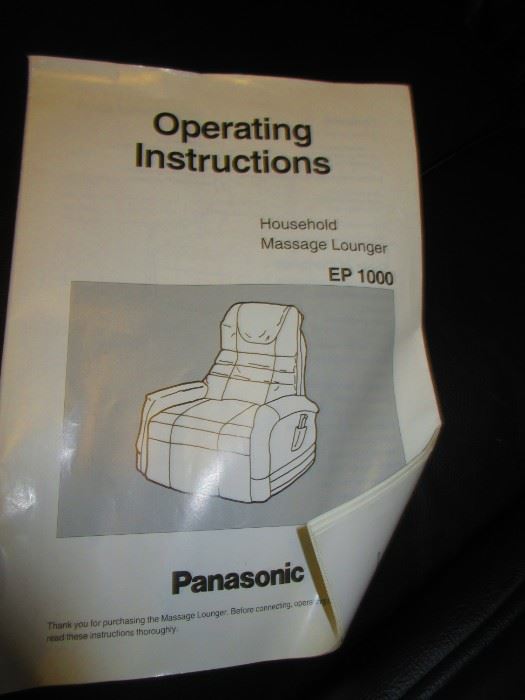 Operating
Instructions
Household
Massage Lounger
EP 1000
Panasonic
Thank you for purchasing the Massage Lounger. Before connecting, operating
read these instructions thoroughly.